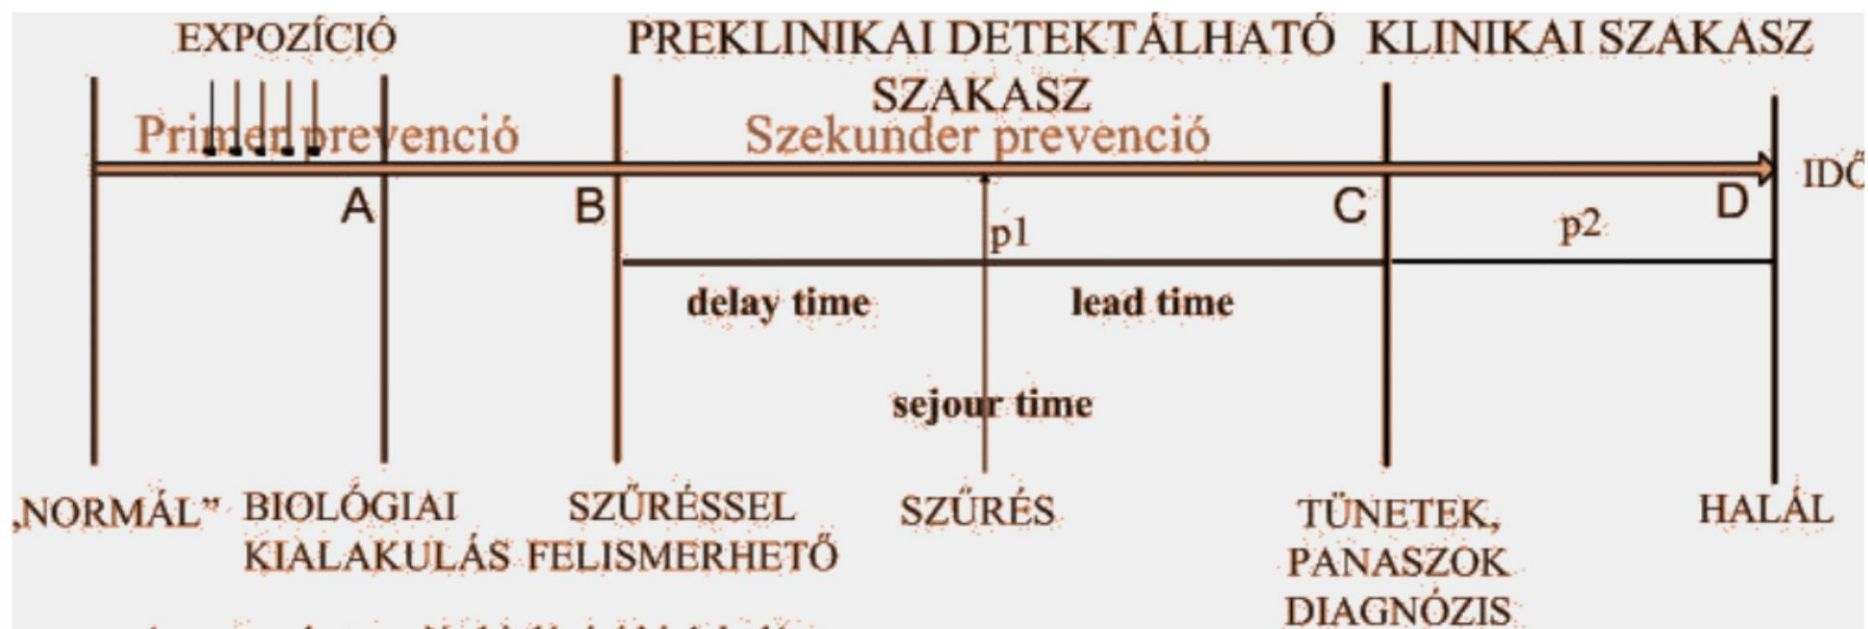 EXPOZÍCIÓ
PREKLINIKAI DETEKTÁLHATÓ
SZAKASZ
KLINIKAI SZAKASZ
Primer prevenció
Szekunder prevenció
IDŐ
A
B
C
D
p1
p2
delay time
lead time
sejour time
„NORMÁL”
BIOLÓGIAI
KIALAKULÁS
SZŰRÉSSEL
FELISMERHETŐ
SZŰRÉS
TÜNETEK,
PANASZOK
DIAGNÓZIS
HALÁL